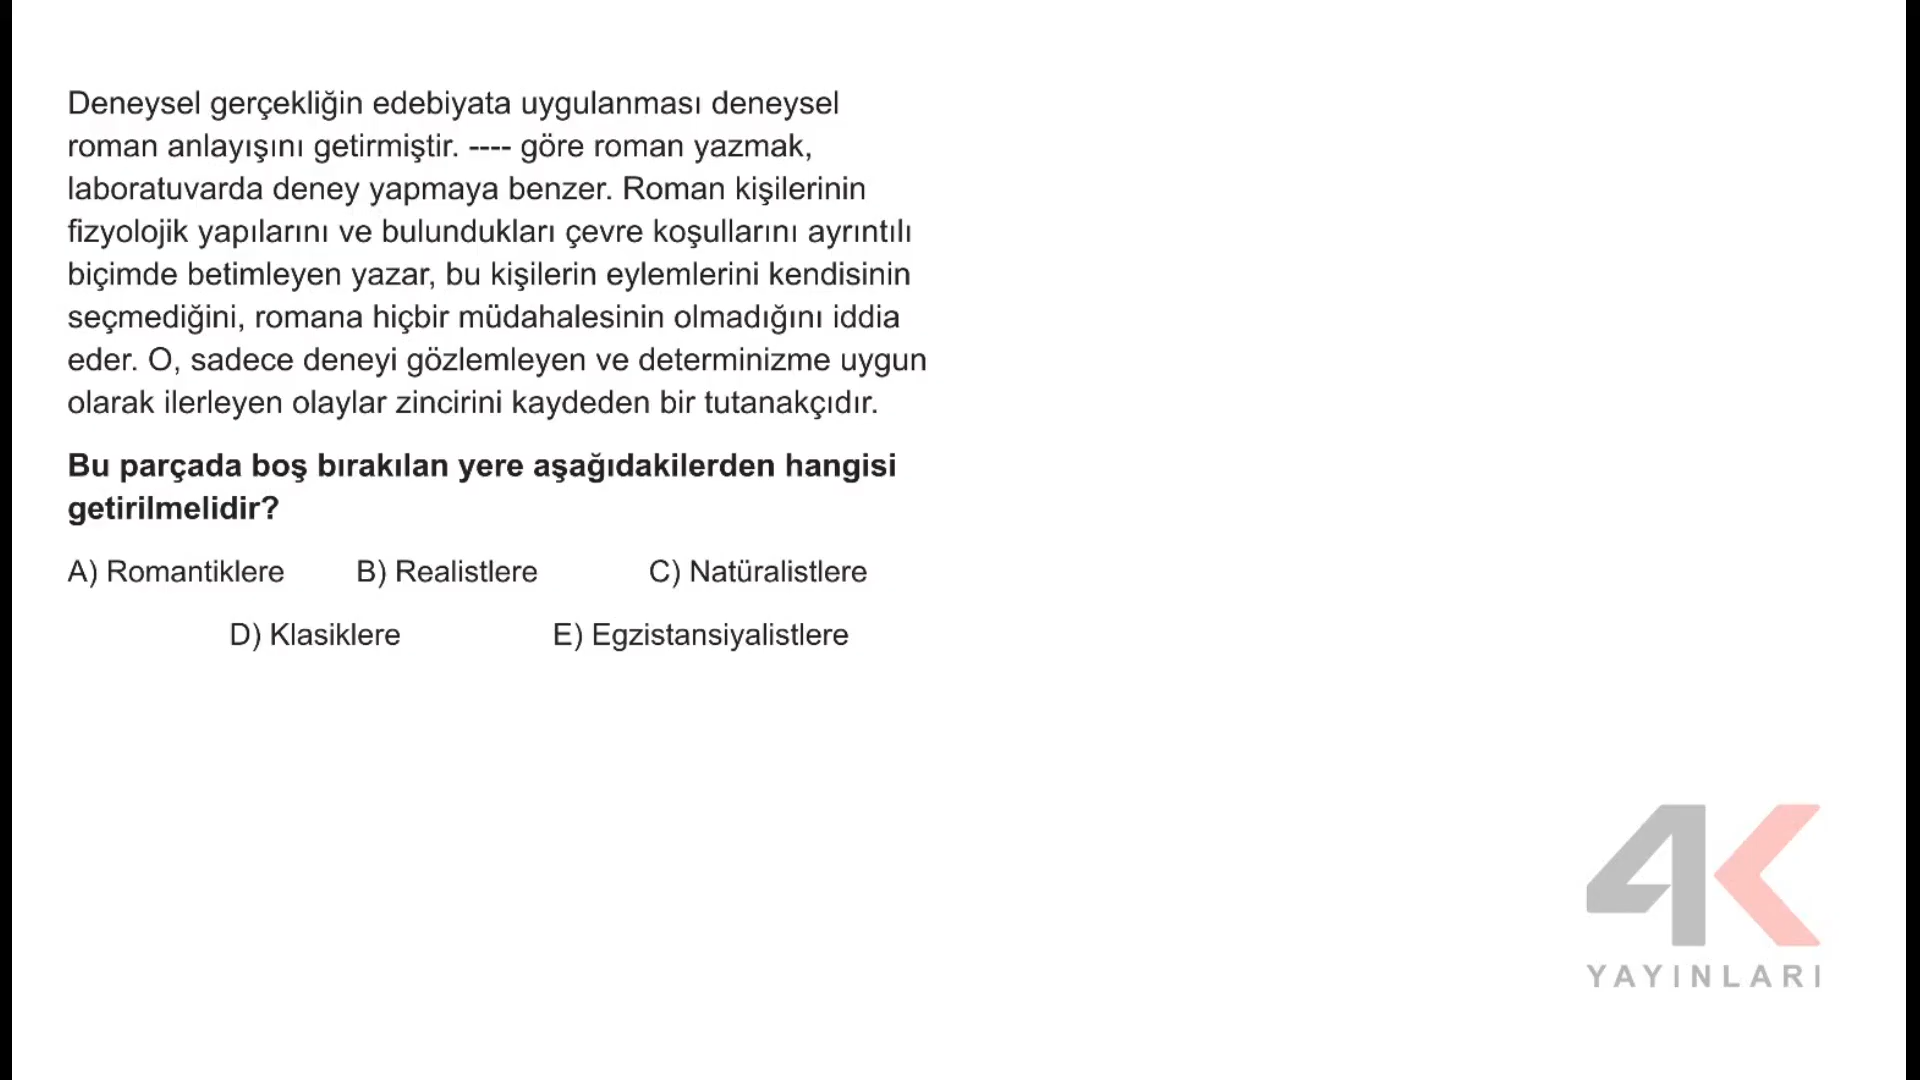 Deneysel gerçekliğin edebiyata uygulanması deneysel
roman anlayışını getirmiştir. ---- göre roman yazmak,
laboratuvarda deney yapmaya benzer. Roman kişilerinin
fizyolojik yapılarını ve bulundukları çevre koşullarını ayrıntılı
biçimde betimleyen yazar, bu kişilerin eylemlerini kendisinin
seçmediğini, romana hiçbir müdahalesinin olmadığını iddia
eder. O, sadece deneyi gözlemleyen ve determinizme uygun
olarak ilerleyen olaylar zincirini kaydeden bir tutanakçıdır.
Bu parçada boş bırakılan yere aşağıdakilerden hangisi
getirilmelidir?
A) Romantiklere B) Realistlere C) Natüralistlere
D) Klasiklere E) Egzistansiyalistlere
4K
YAYINLARI